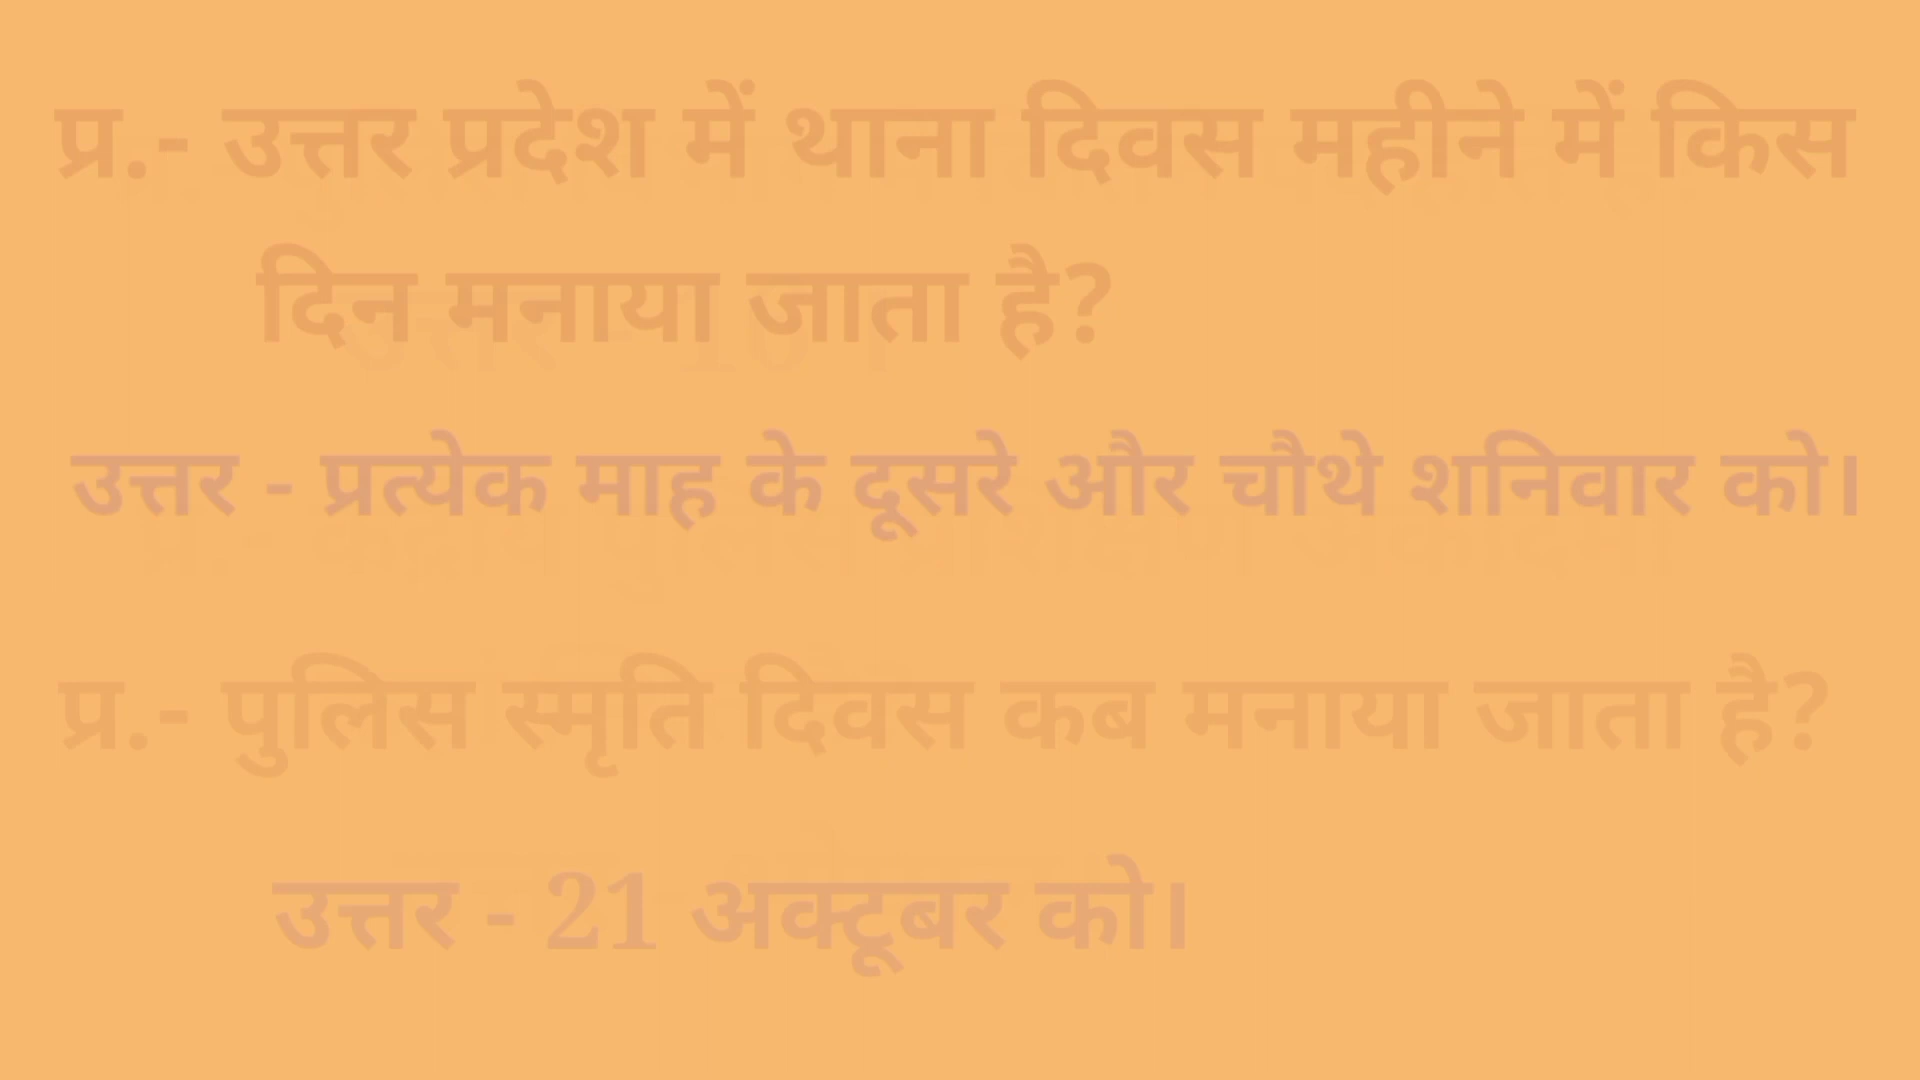 प्र.- उत्तर प्रदेश में थाना दिवस महीने में किस
दिन मनाया जाता है?
उत्तर - प्रत्येक माह के दूसरे और चौथे शनिवार को।
प्र.- पुलिस स्मृति दिवस कब मनाया जाता है?
उत्तर - 21 अक्टूबर को।